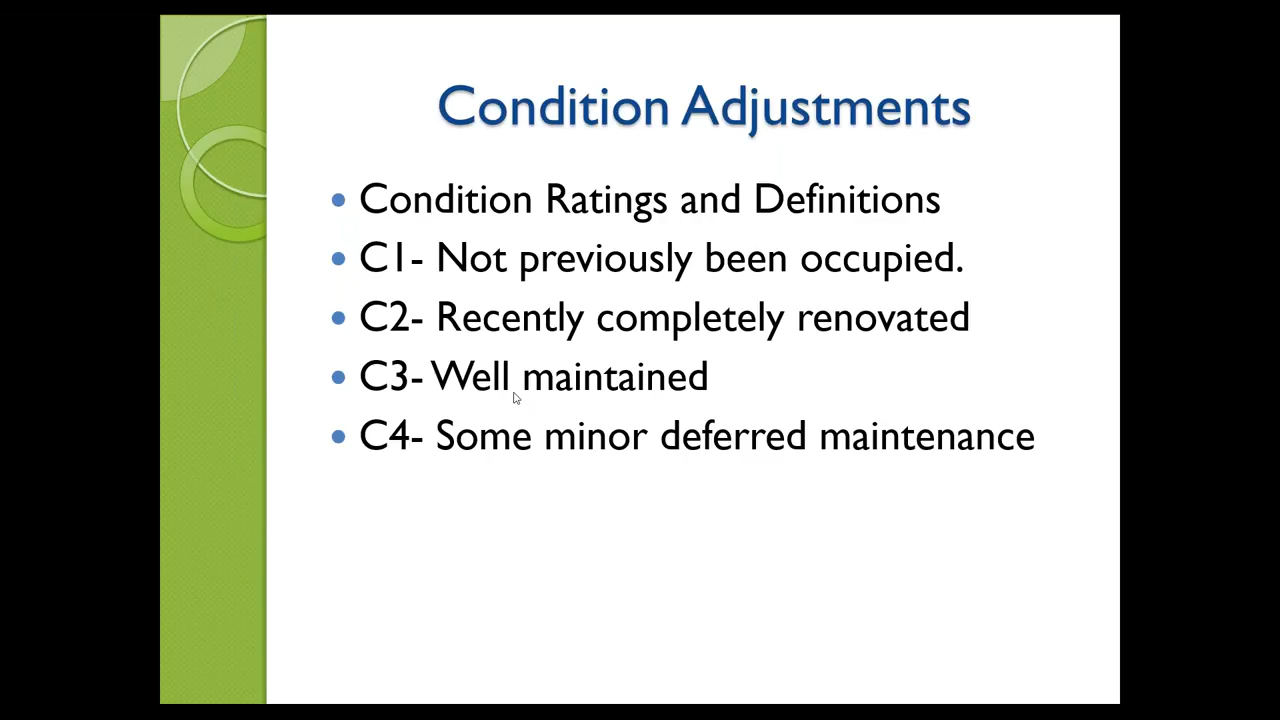 Condition Adjustments
Condition Ratings and Definitions
C1- Not previously been occupied.
C2- Recently completely renovated
C3- Well maintained
C4- Some minor deferred maintenance